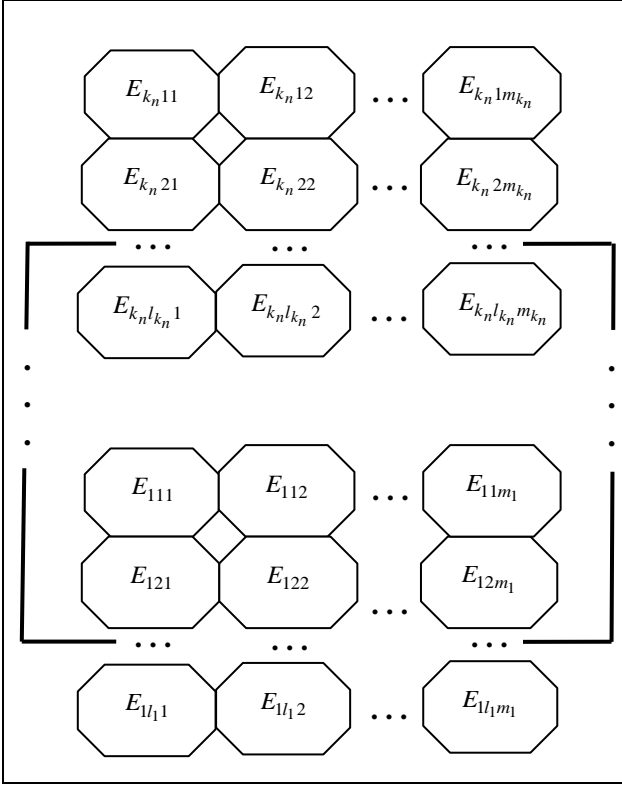 E_{k_n11} E_{k_n12} ... E_{k_n1m_{k_n}}
E_{k_n21} E_{k_n22} ... E_{k_n2m_{k_n}}
... ... ...
E_{k_nl_{k_n}1} E_{k_nl_{k_n}2} ... E_{k_nl_{k_n}m_{k_n}}
E_{111} E_{112} ... E_{11m_1}
E_{121} E_{122} ... E_{12m_1}
... ... ...
E_{1l_11} E_{1l_12} ... E_{1l_1m_1}